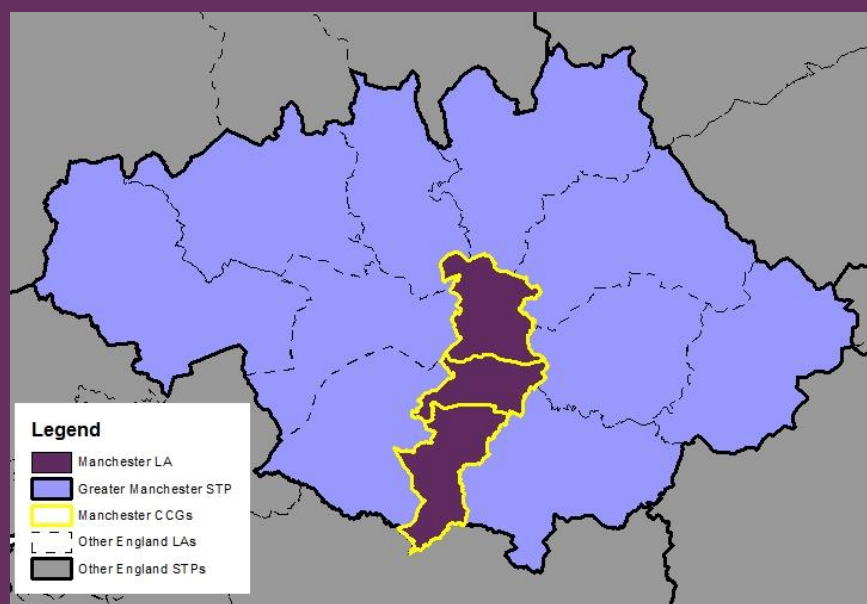 Legend
Manchester LA
Greater Manchester STP
Manchester CCGs
Other England LAs
Other England STPs